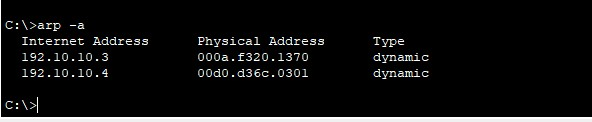 C:\>arp -a
Internet Address Physical Address Type
192.10.10.3 000a.f320.1370 dynamic
192.10.10.4 00d0.d36c.0301 dynamic
C:\>